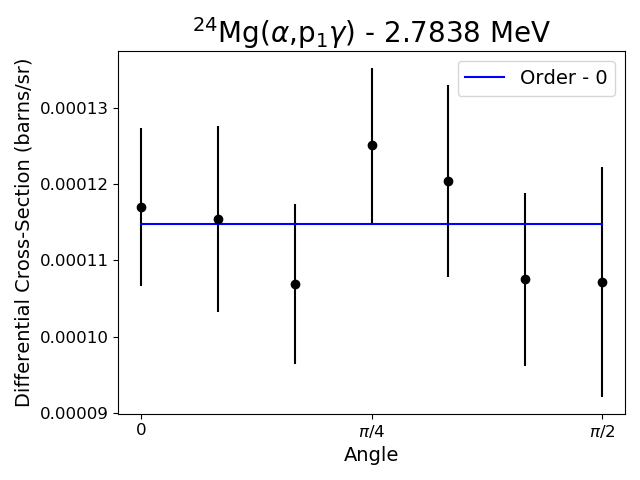 ²⁴Mg(α,p₁γ) - 2.7838 MeV
Order - 0
Differential Cross-Section (barns/sr)
0.00013
0.00012
0.00011
0.00010
0.00009
0 π/4 π/2
Angle